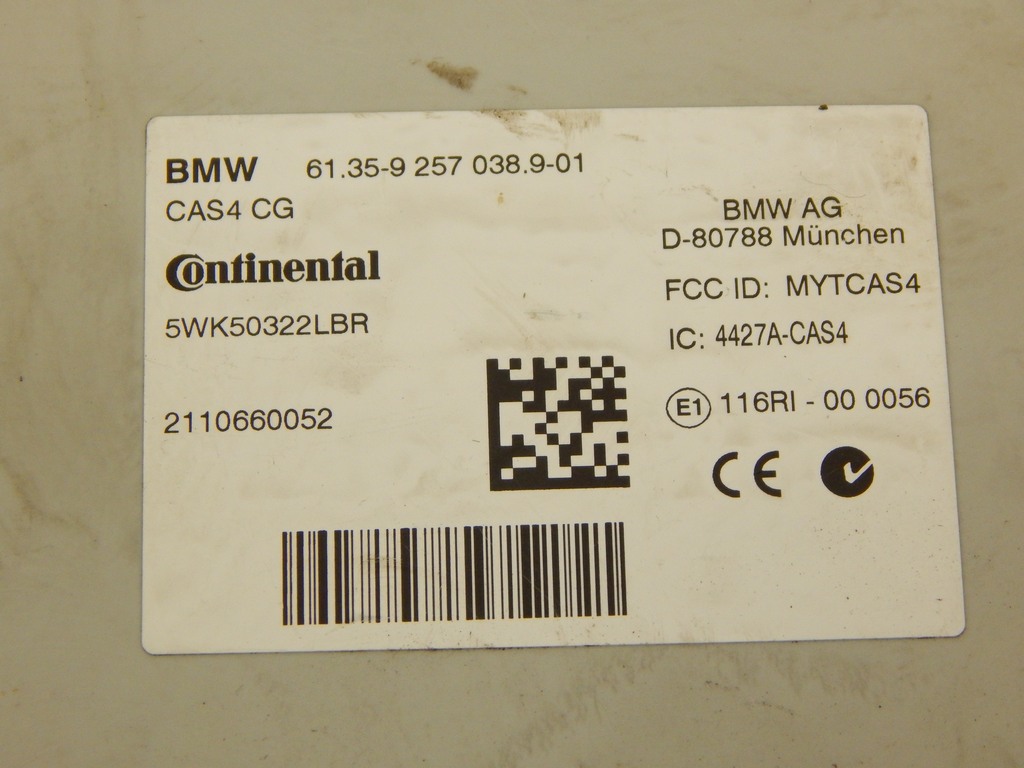 BMW 61.35-9 257 038.9-01
CAS4 CG
Continental
5WK50322LBR
2110660052
BMW AG
D-80788 München
FCC ID: MYTCAS4
IC: 4427A-CAS4
E1 116RI - 00 0056
CE